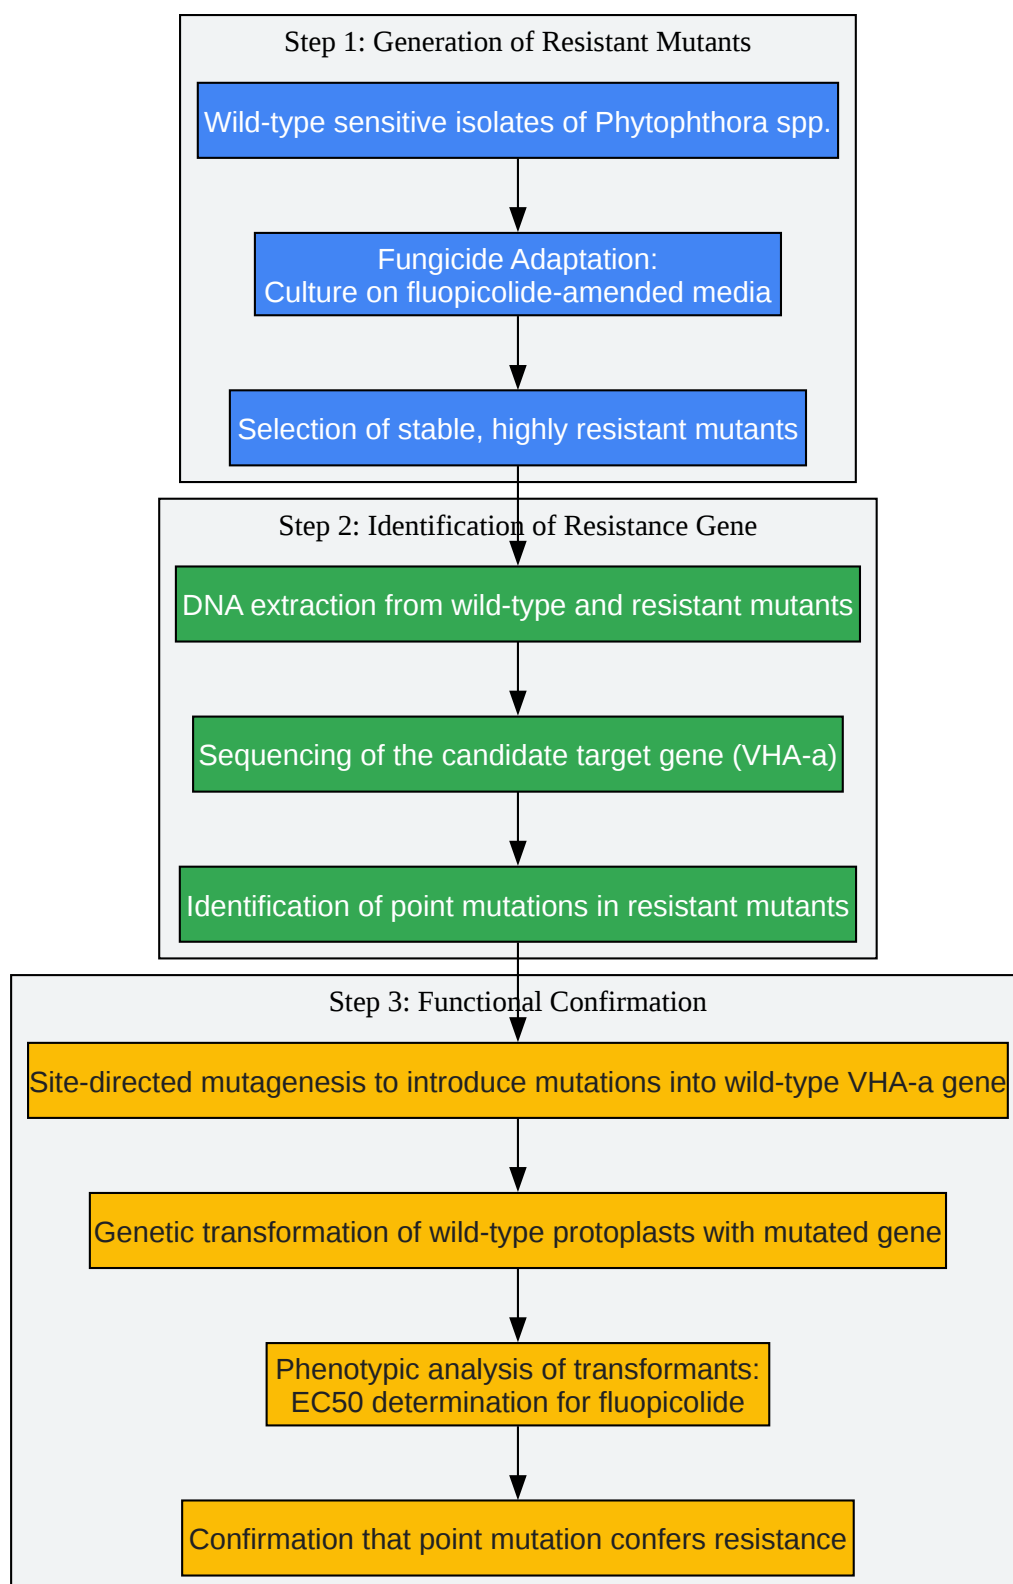 Step 1: Generation of Resistant Mutants
Wild-type sensitive isolates of Phytophthora spp.
Fungicide Adaptation:
Culture on fluopicolide-amended media
Selection of stable, highly resistant mutants
Step 2: Identification of Resistance Gene
DNA extraction from wild-type and resistant mutants
Sequencing of the candidate target gene (VHA-a)
Identification of point mutations in resistant mutants
Step 3: Functional Confirmation
Site-directed mutagenesis to introduce mutations into wild-type VHA-a gene
Genetic transformation of wild-type protoplasts with mutated gene
Phenotypic analysis of transformants:
EC50 determination for fluopicolide
Confirmation that point mutation confers resistance